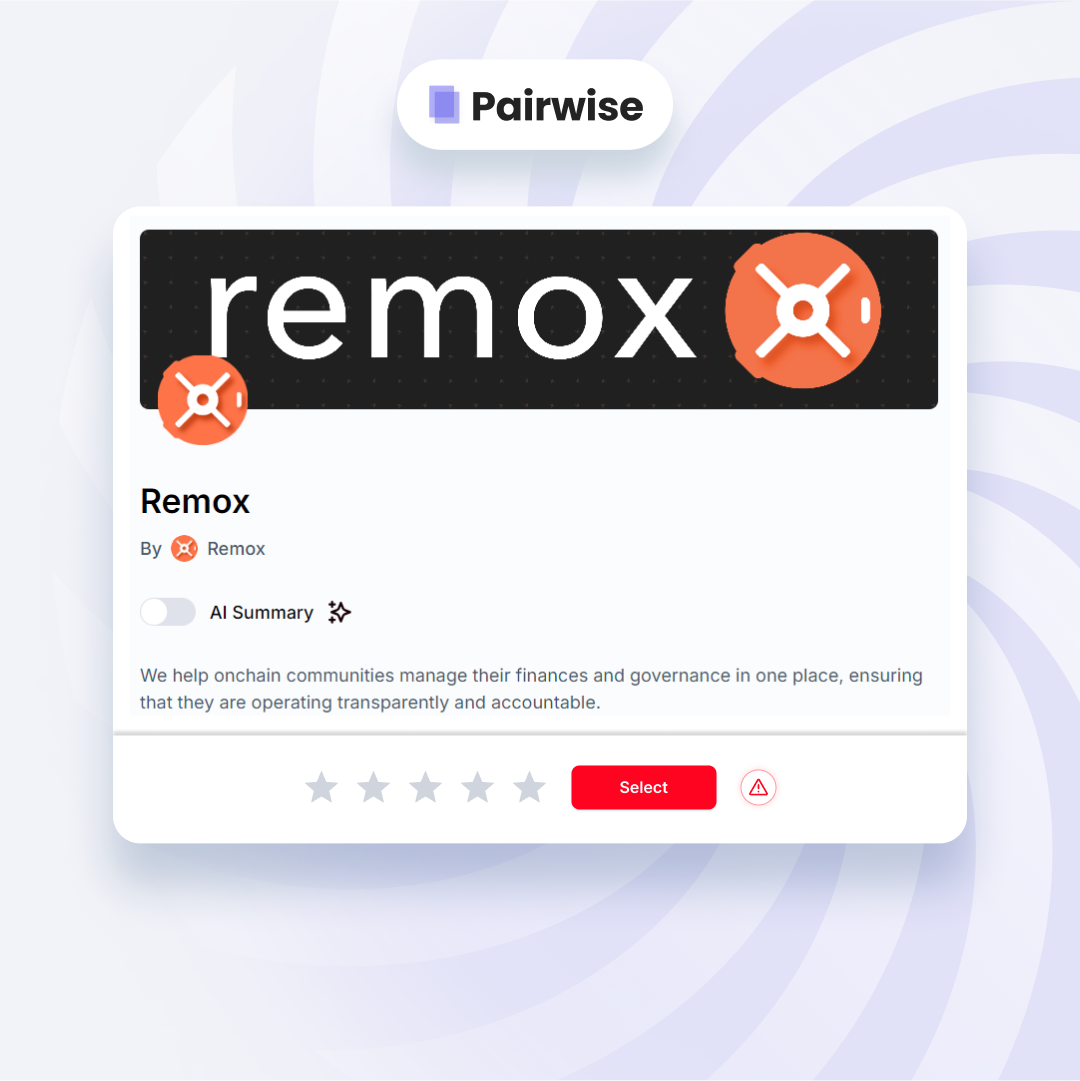 Pairwise
remox
Remox
By Remox
AI Summary
We help onchain communities manage their finances and governance in one place, ensuring
that they are operating transparently and accountable.
Select